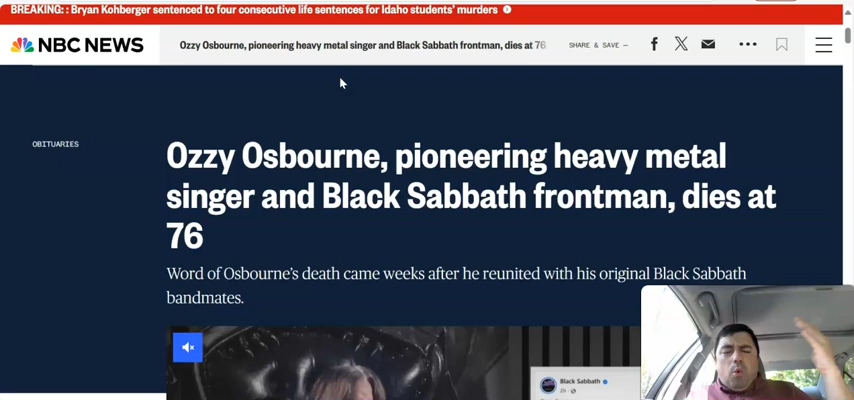 BREAKING: : Bryan Kohberger sentenced to four consecutive life sentences for Idaho students' murders
NBC NEWS
Ozzy Osbourne, pioneering heavy metal singer and Black Sabbath frontman, dies at 76
SHARE & SAVE —
OBITUARIES
Ozzy Osbourne, pioneering heavy metal
singer and Black Sabbath frontman, dies at
76
Word of Osbourne's death came weeks after he reunited with his original Black Sabbath
bandmates.
Black Sabbath